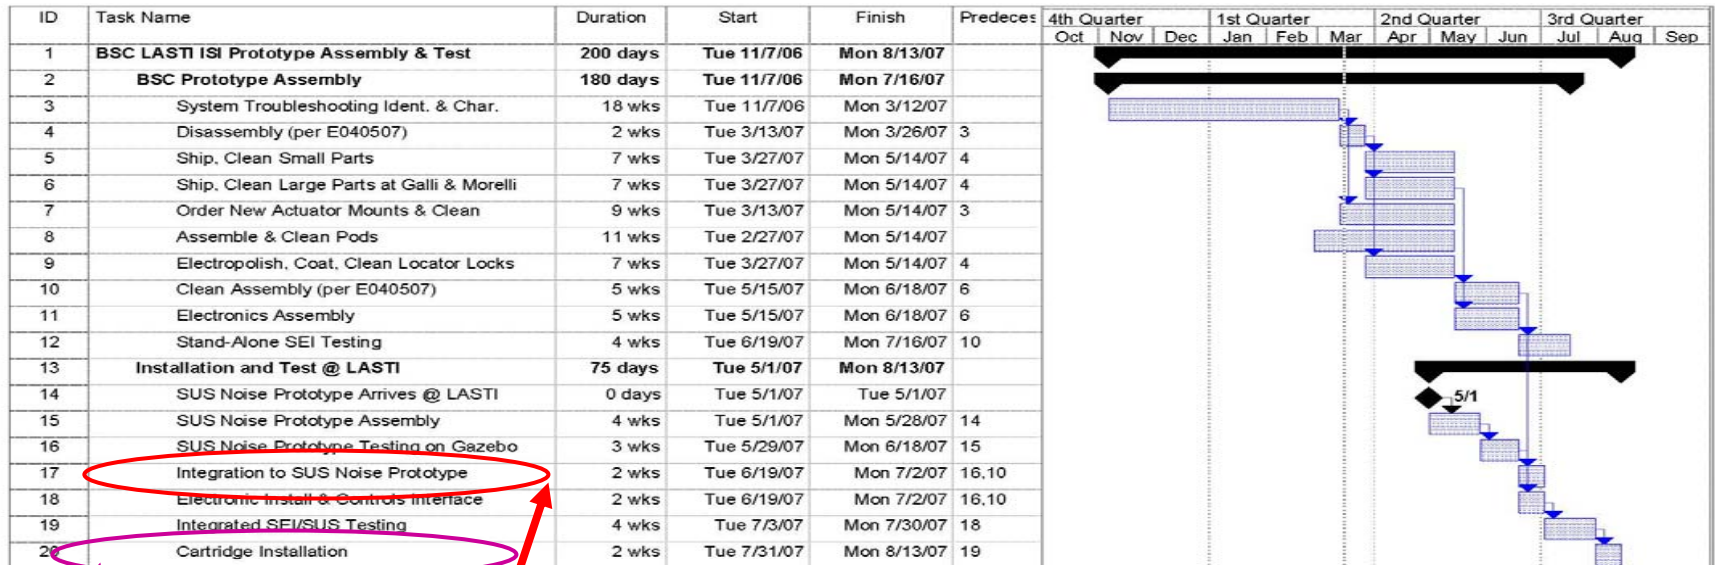 ID Task Name Duration Start Finish Predeces 4th Quarter 1st Quarter 2nd Quarter 3rd Quarter
Oct Nov Dec Jan Feb Mar Apr May Jun Jul Aug Sep
1 BSC LASTI ISI Prototype Assembly & Test 200 days Tue 11/7/06 Mon 8/13/07
2 BSC Prototype Assembly 180 days Tue 11/7/06 Mon 7/16/07
3 System Troubleshooting Ident. & Char. 18 wks Tue 11/7/06 Mon 3/12/07
4 Disassembly (per E040507) 2 wks Tue 3/13/07 Mon 3/26/07 3
5 Ship, Clean Small Parts 7 wks Tue 3/27/07 Mon 5/14/07 4
6 Ship, Clean Large Parts at Galli & Morelli 7 wks Tue 3/27/07 Mon 5/14/07 4
7 Order New Actuator Mounts & Clean 9 wks Tue 3/13/07 Mon 5/14/07 3
8 Assemble & Clean Pods 11 wks Tue 2/27/07 Mon 5/14/07
9 Electropolish, Coat, Clean Locator Locks 7 wks Tue 3/27/07 Mon 5/14/07 4
10 Clean Assembly (per E040507) 5 wks Tue 5/15/07 Mon 6/18/07 6
11 Electronics Assembly 5 wks Tue 5/15/07 Mon 6/18/07 6
12 Stand-Alone SEI Testing 4 wks Tue 6/19/07 Mon 7/16/07 10
13 Installation and Test @ LASTI 75 days Tue 5/1/07 Mon 8/13/07
14 SUS Noise Prototype Arrives @ LASTI 0 days Tue 5/1/07 Tue 5/1/07 5/1
15 SUS Noise Prototype Assembly 4 wks Tue 5/1/07 Mon 5/28/07 14
16 SUS Noise Prototype Testing on Gazebo 3 wks Tue 5/29/07 Mon 6/18/07 15
17 Integration to SUS Noise Prototype 2 wks Tue 6/19/07 Mon 7/2/07 16,10
18 Electronic Install & Controls Interface 2 wks Tue 6/19/07 Mon 7/2/07 16,10
19 Integrated SEI/SUS Testing 4 wks Tue 7/3/07 Mon 7/30/07 18
20 Cartridge Installation 2 wks Tue 7/31/07 Mon 8/13/07 19